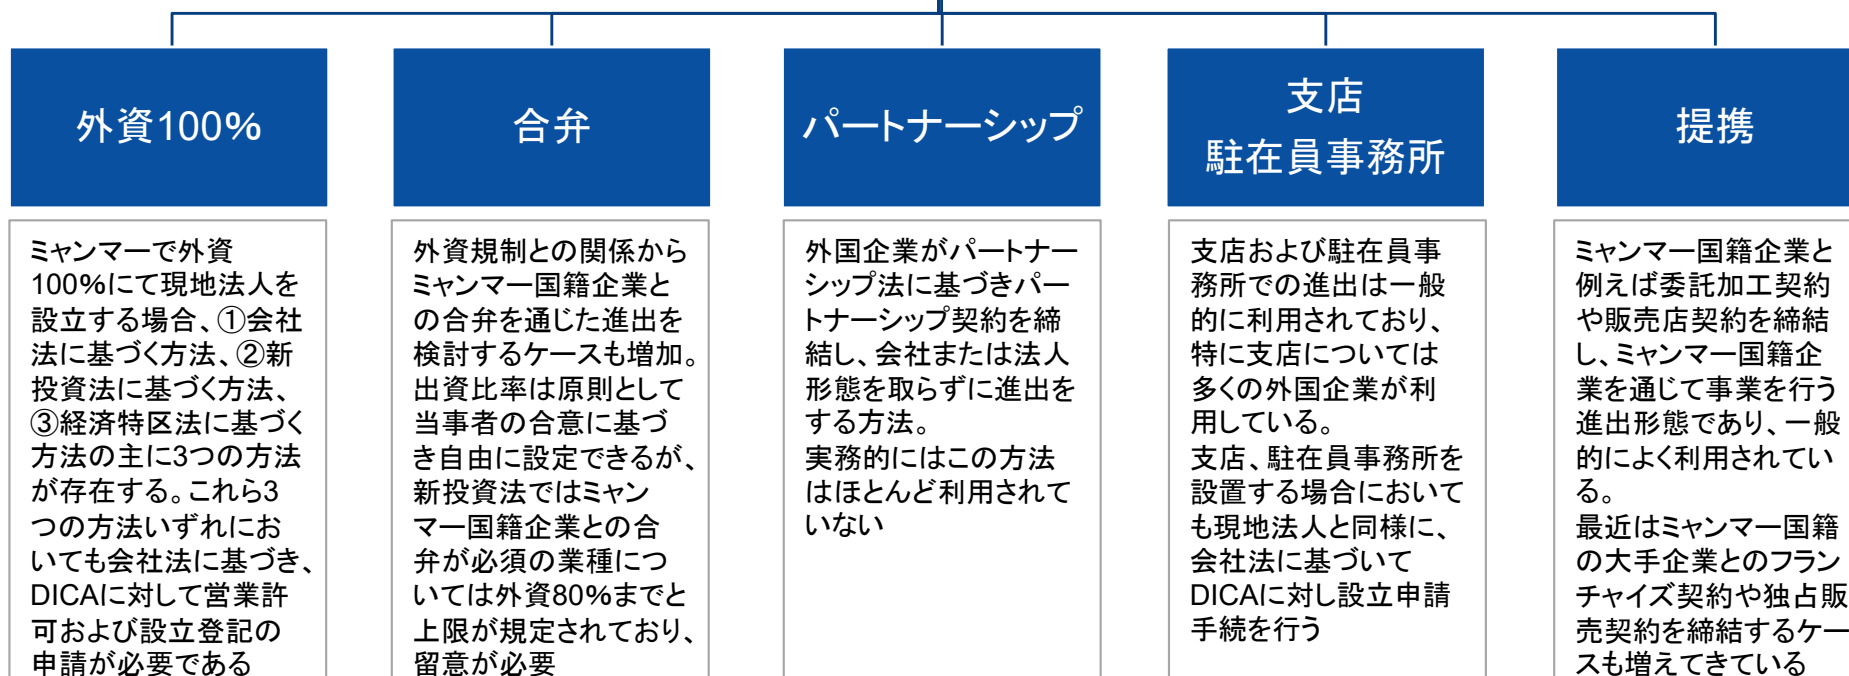 外資100%
ミャンマーで外資
100%にて現地法人を
設立する場合、①会社
法に基づく方法、②新
投資法に基づく方法、
③経済特区法に基づく
方法の主に3つの方法
が存在する。これら3
つの方法いずれにお
いても会社法に基づき、
DICAに対して営業許
可および設立登記の
申請が必要である
合弁
外資規制との関係から
ミャンマー国籍企業と
の合弁を通じた進出を
検討するケースも増加。
出資比率は原則として
当事者の合意に基づ
き自由に設定できるが、
新投資法ではミャン
マー国籍企業との合
弁が必須の業種につ
いては外資80%までと
上限が規定されており、
留意が必要
パートナーシップ
外国企業がパートナー
シップ法に基づきパー
トナーシップ契約を締
結し、会社または法人
形態を取らずに進出を
する方法。
実務的にはこの方法
はほとんど利用されて
いない
支店
駐在員事務所
支店および駐在員事
務所での進出は一般
的に利用されており、
特に支店については
多くの外国企業が利
用している。
支店、駐在員事務所を
設置する場合において
も現地法人と同様に、
会社法に基づいて
DICAに対し設立申請
手続を行う
提携
ミャンマー国籍企業と
例えば委託加工契約
や販売店契約を締結
し、ミャンマー国籍企
業を通じて事業を行う
進出形態であり、一般
的によく利用されてい
る。
最近はミャンマー国籍
の大手企業とのフラン
チャイズ契約や独占販
売契約を締結するケー
スも増えてきている